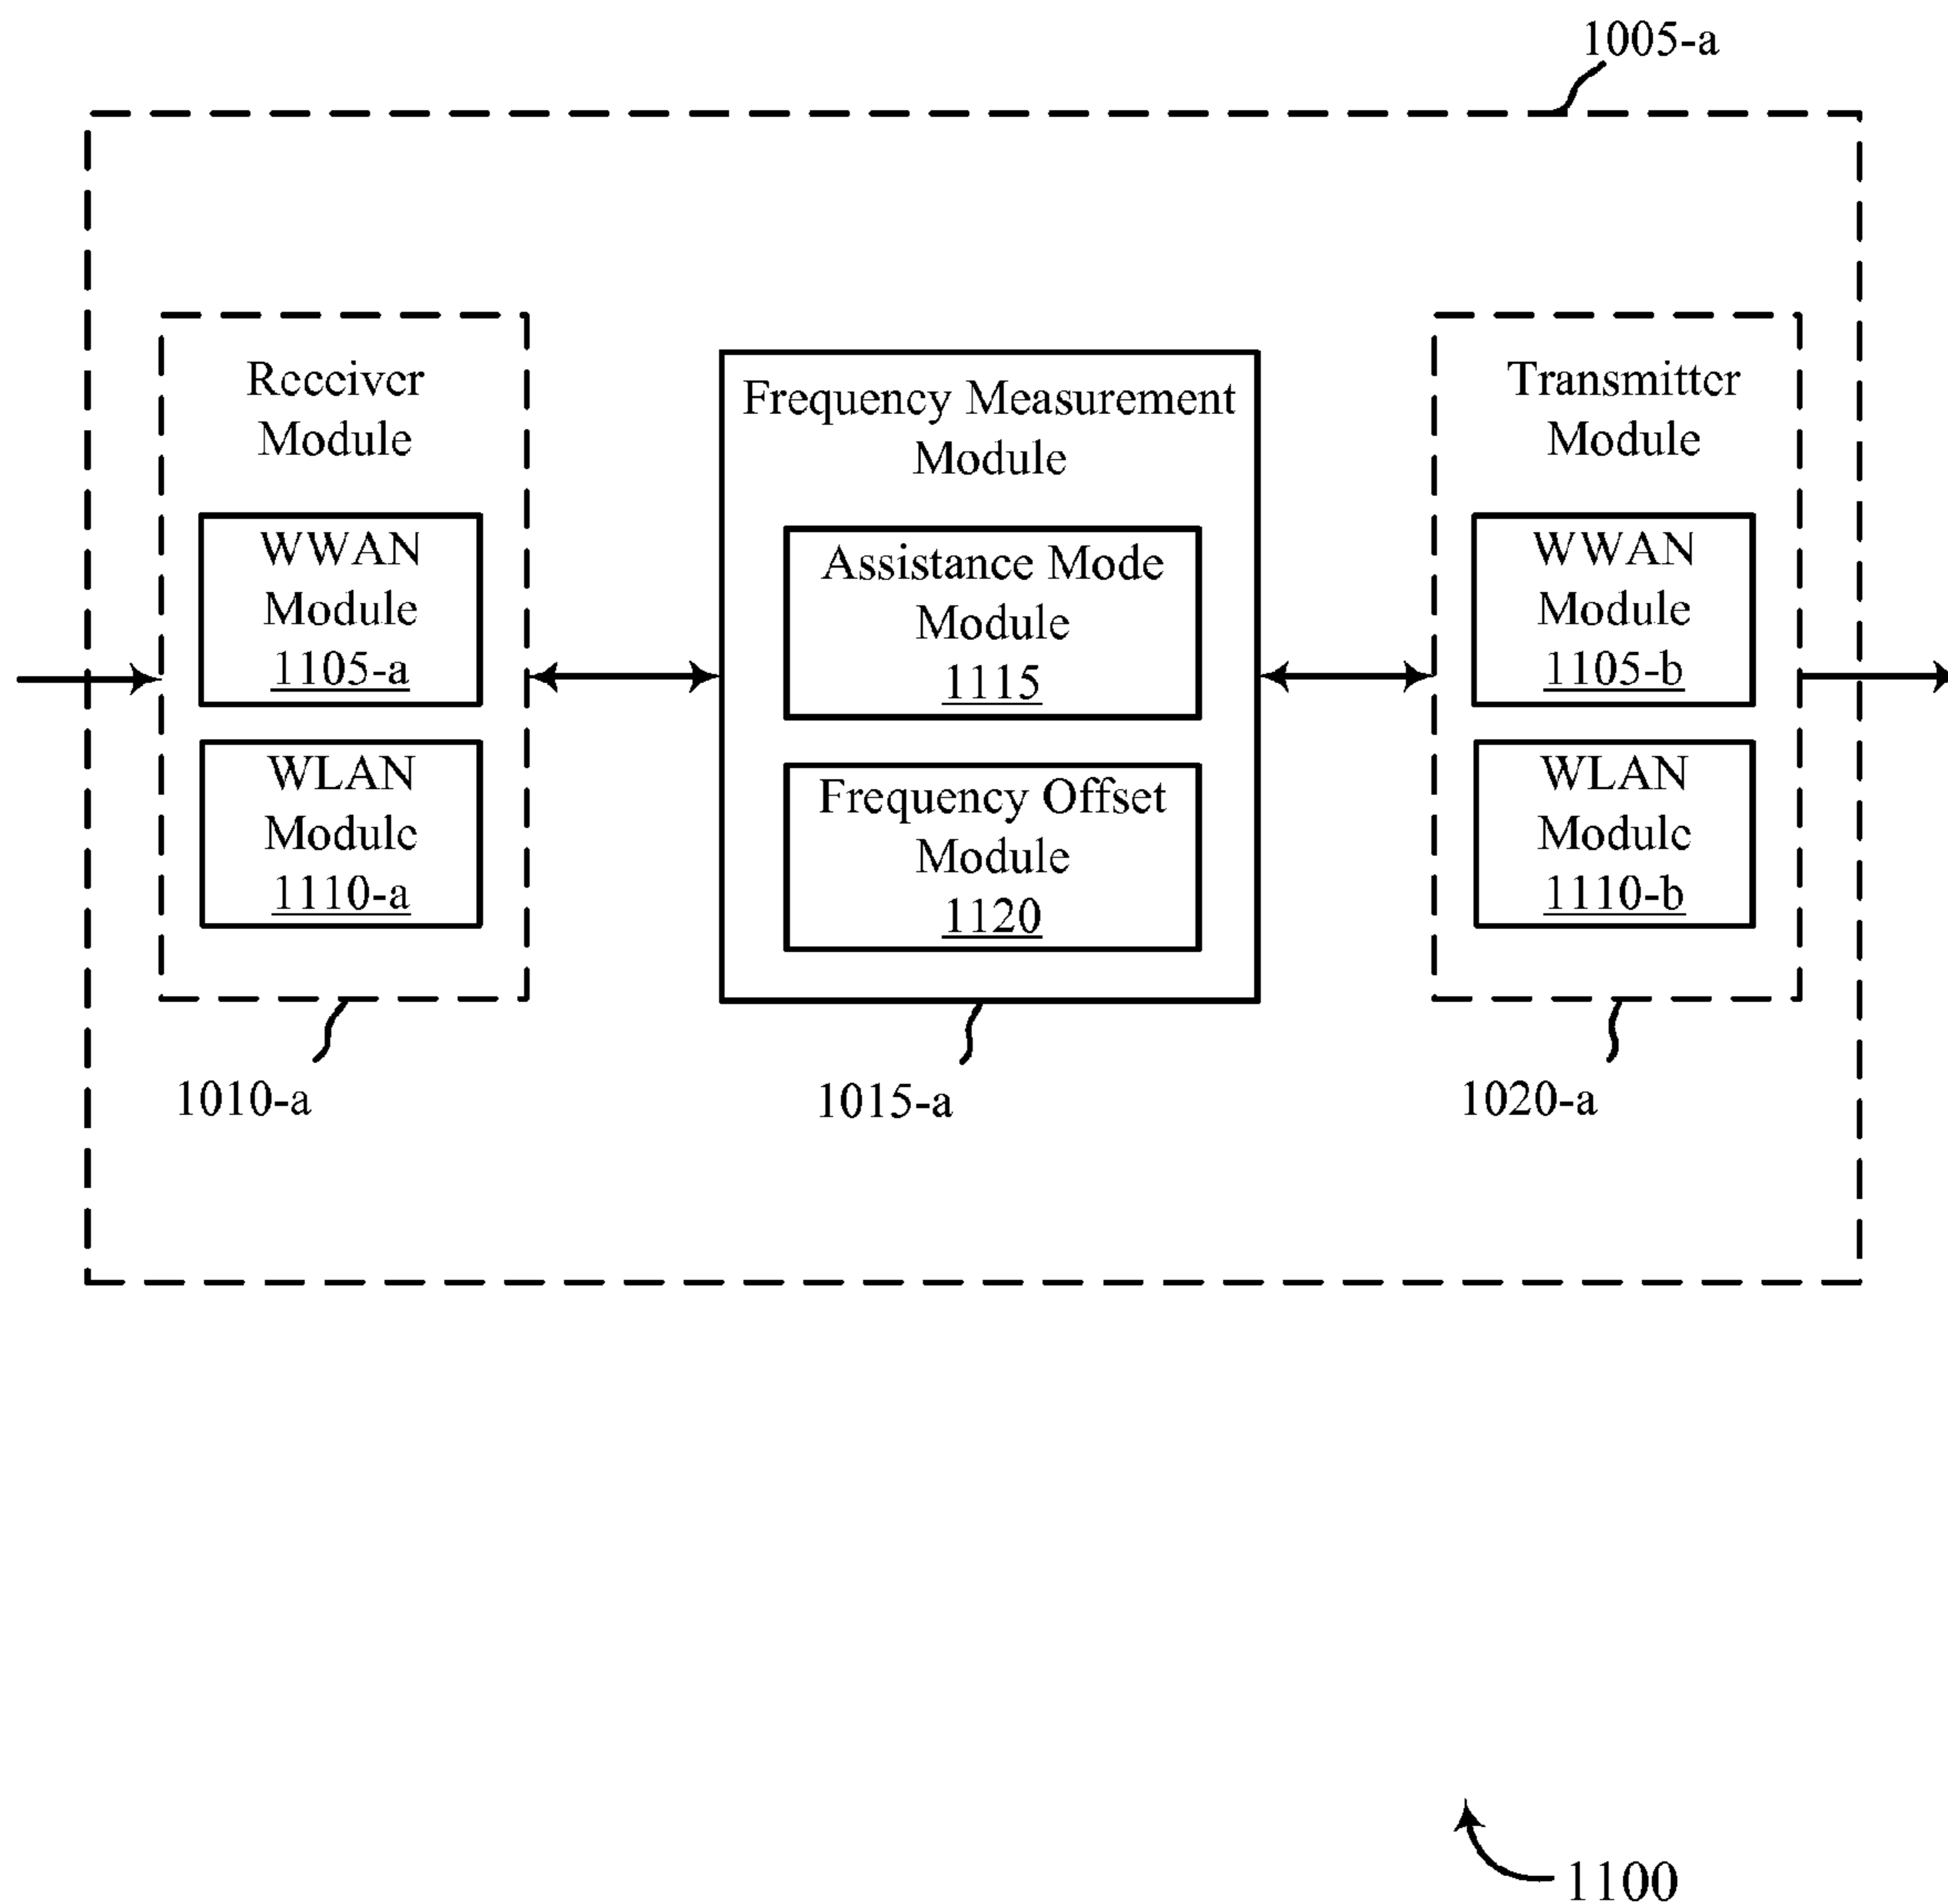 1005-a
Receiver
Module
WWAN
Module
1105-a
WLAN
Module
1110-a
1010-a
Frequency Measurement
Module
Assistance Mode
Module
1115
Frequency Offset
Module
1120
1015-a
Transmitter
Module
WWAN
Module
1105-b
WLAN
Module
1110-b
1020-a
1100